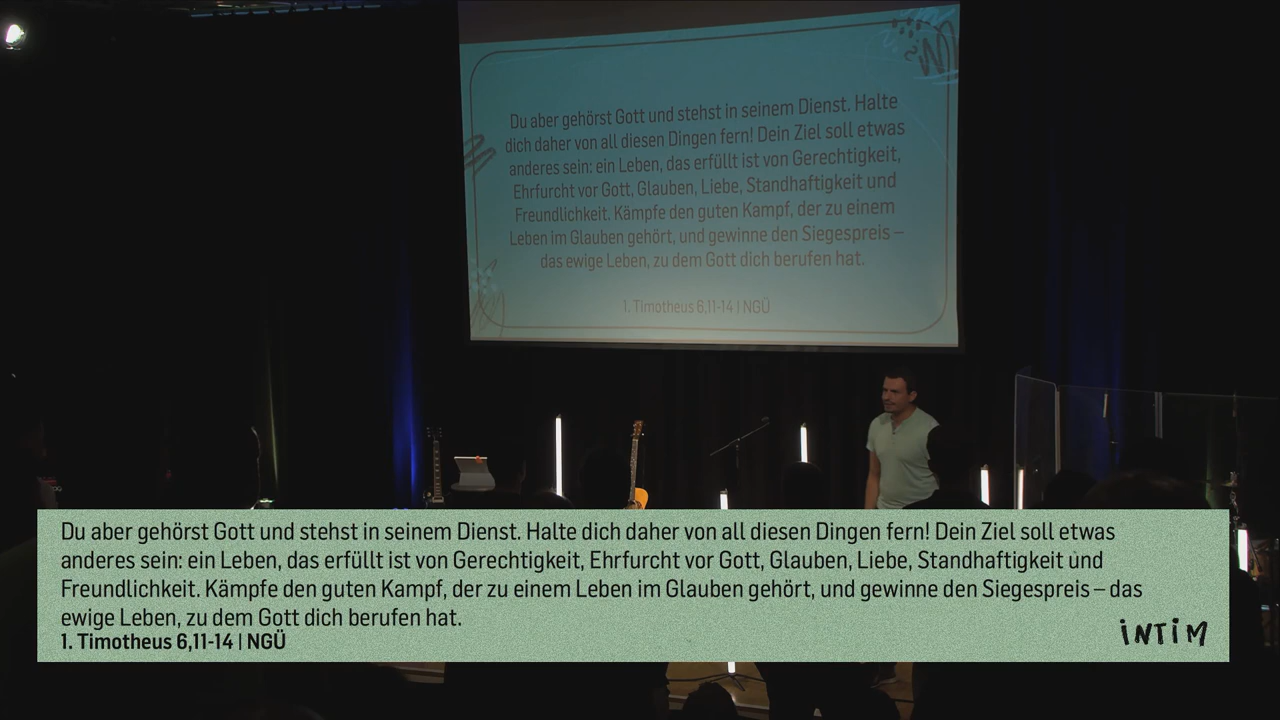 Du aber gehörst Gott und stehst in seinem Dienst. Halte
dich daher von all diesen Dingen fern! Dein Ziel soll etwas
anderes sein: ein Leben, das erfüllt ist von Gerechtigkeit,
Ehrfurcht vor Gott, Glauben, Liebe, Standhaftigkeit und
Freundlichkeit. Kämpfe den guten Kampf, der zu einem
Leben im Glauben gehört, und gewinne den Siegespreis –
das ewige Leben, zu dem Gott dich berufen hat.
1. Timotheus 6,11-14 | NGÜ
Du aber gehörst Gott und stehst in seinem Dienst. Halte dich daher von all diesen Dingen fern! Dein Ziel soll etwas
anderes sein: ein Leben, das erfüllt ist von Gerechtigkeit, Ehrfurcht vor Gott, Glauben, Liebe, Standhaftigkeit und
Freundlichkeit. Kämpfe den guten Kampf, der zu einem Leben im Glauben gehört, und gewinne den Siegespreis – das
ewige Leben, zu dem Gott dich berufen hat.
1. Timotheus 6,11-14 | NGÜ
INTIM